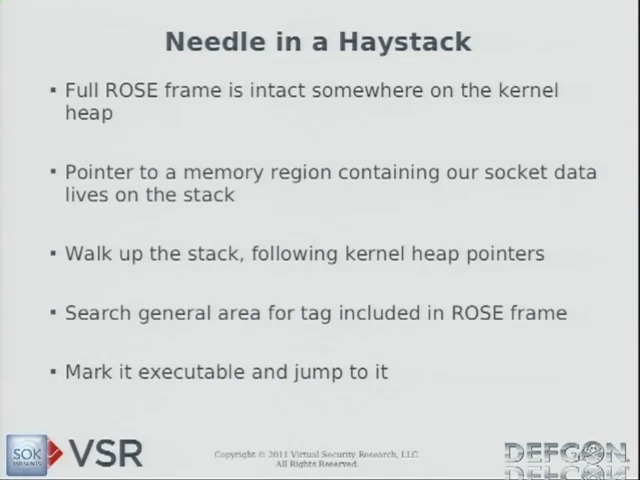 Needle in a Haystack
▪ Full ROSE frame is intact somewhere on the kernel
heap
▪ Pointer to a memory region containing our socket data
lives on the stack
▪ Walk up the stack, following kernel heap pointers
▪ Search general area for tag included in ROSE frame
▪ Mark it executable and jump to it
SOK
PRESENTS
VSR
Copyright © 2011 Virtual Security Research, LLC.
All Rights Reserved.
DEFCON